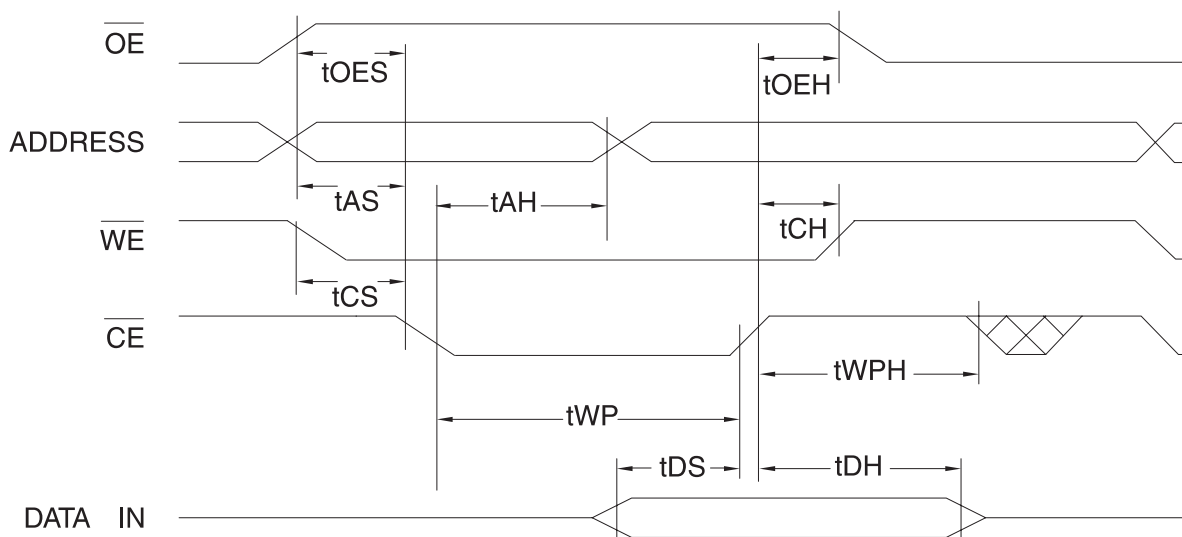 OE
tOES
tOEH
ADDRESS
tAS
tAH
tCH
WE
tCS
CE
tWPH
tWP
tDS
tDH
DATA IN